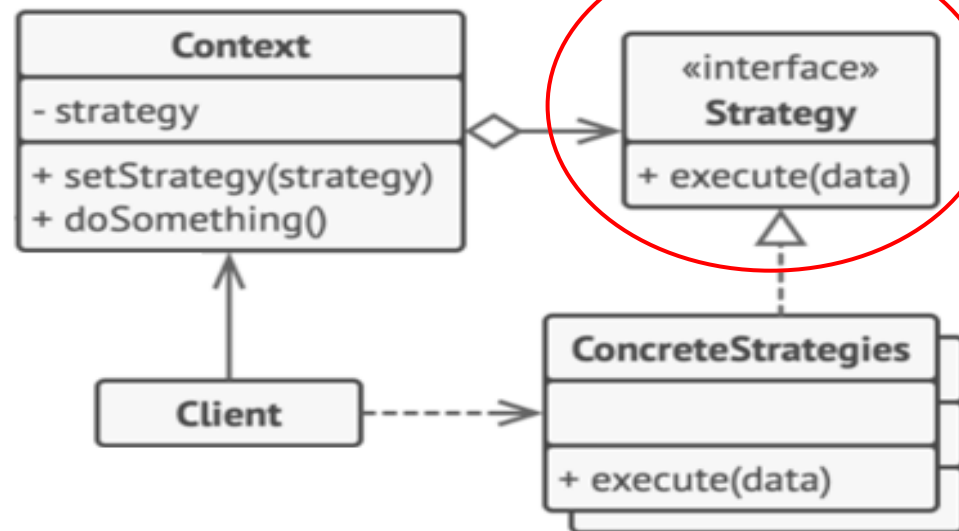 Context
- strategy
+ setStrategy(strategy)
+ doSomething()
«interface»
Strategy
+ execute(data)
Client
ConcreteStrategies
+ execute(data)